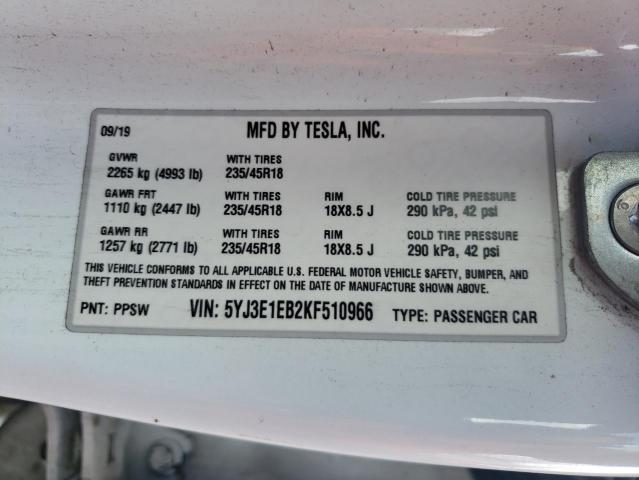 09/19 MFD BY TESLA, INC.
GVWR WITH TIRES
2265 kg (4993 lb) 235/45R18
GAWR FRT WITH TIRES RIM COLD TIRE PRESSURE
1110 kg (2447 lb) 235/45R18 18X8.5 J 290 kPa, 42 psi
GAWR RR WITH TIRES RIM COLD TIRE PRESSURE
1257 kg (2771 lb) 235/45R18 18X8.5 J 290 kPa, 42 psi
THIS VEHICLE CONFORMS TO ALL APPLICABLE U.S. FEDERAL MOTOR VEHICLE SAFETY, BUMPER, AND
THEFT PREVENTION STANDARDS IN EFFECT ON THE DATE OF MANUFACTURE SHOWN ABOVE.
PNT: PPSW VIN: 5YJ3E1EB2KF510966 TYPE: PASSENGER CAR